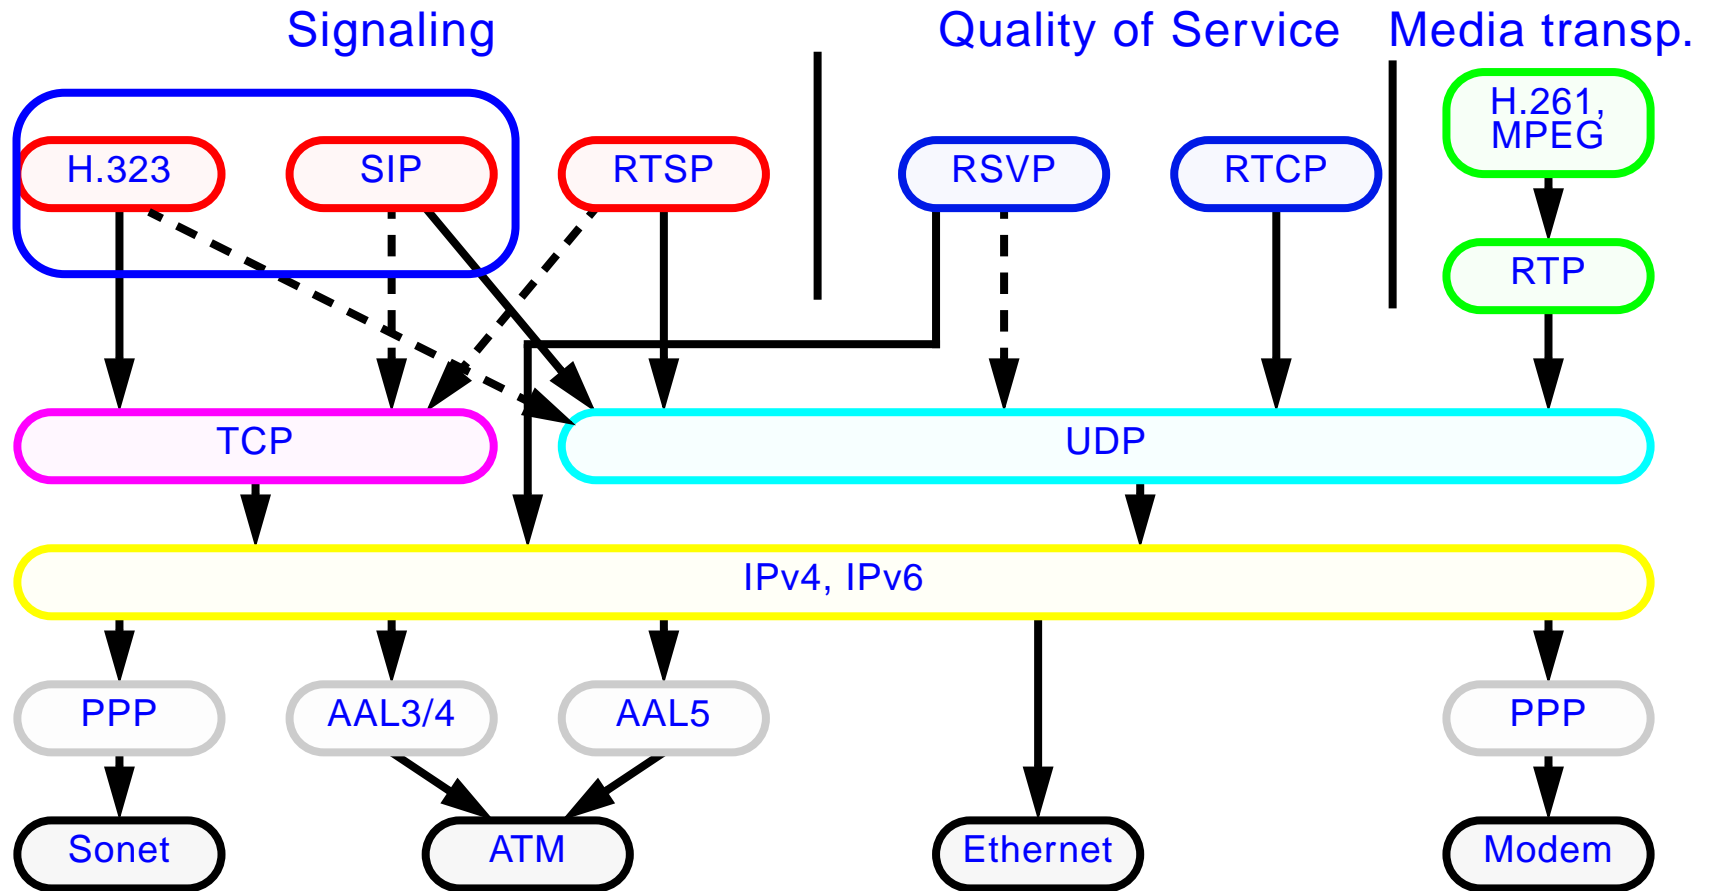 Signaling
Quality of Service
Media transp.
H.261,
MPEG
H.323
SIP
RTSP
RSVP
RTCP
RTP
TCP
UDP
IPv4, IPv6
PPP
AAL3/4
AAL5
PPP
Sonet
ATM
Ethernet
Modem